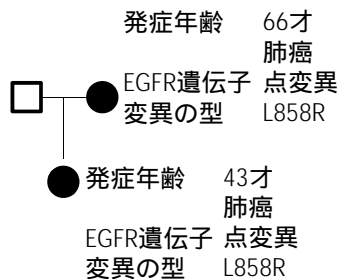 発症年齢 66才
肺癌
EGFR遺伝子 点変異
変異の型 L858R
発症年齢 43才
肺癌
EGFR遺伝子 点変異
変異の型 L858R